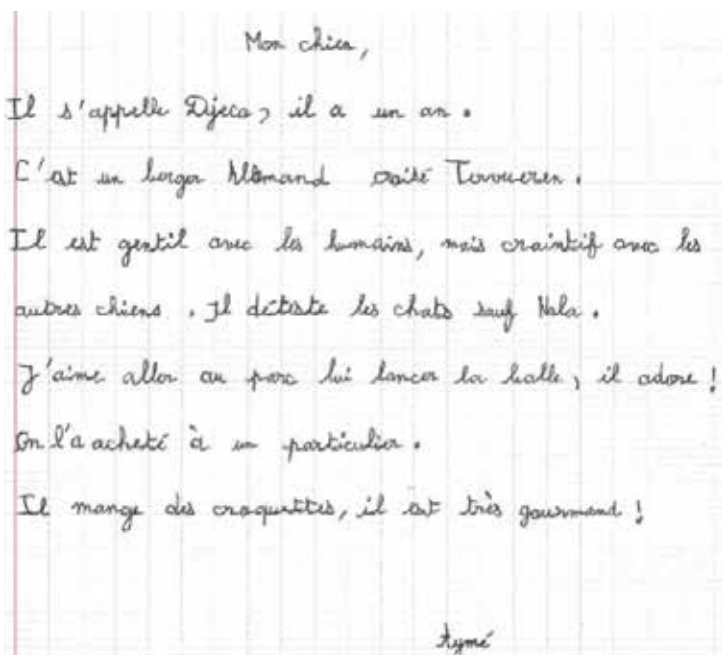 Mon chien,
Il s'appelle Djeco, il a un an.
C'est un berger Allemand croisé Tervueren.
Il est gentil avec les humains, mais craintif avec les
autres chiens. Il déteste les chats sauf Nala.
J'aime aller au parc lui lancer la balle, il adore !
On l'a acheté à un particulier.
Il mange des croquettes, il est très gourmand !
Aymé